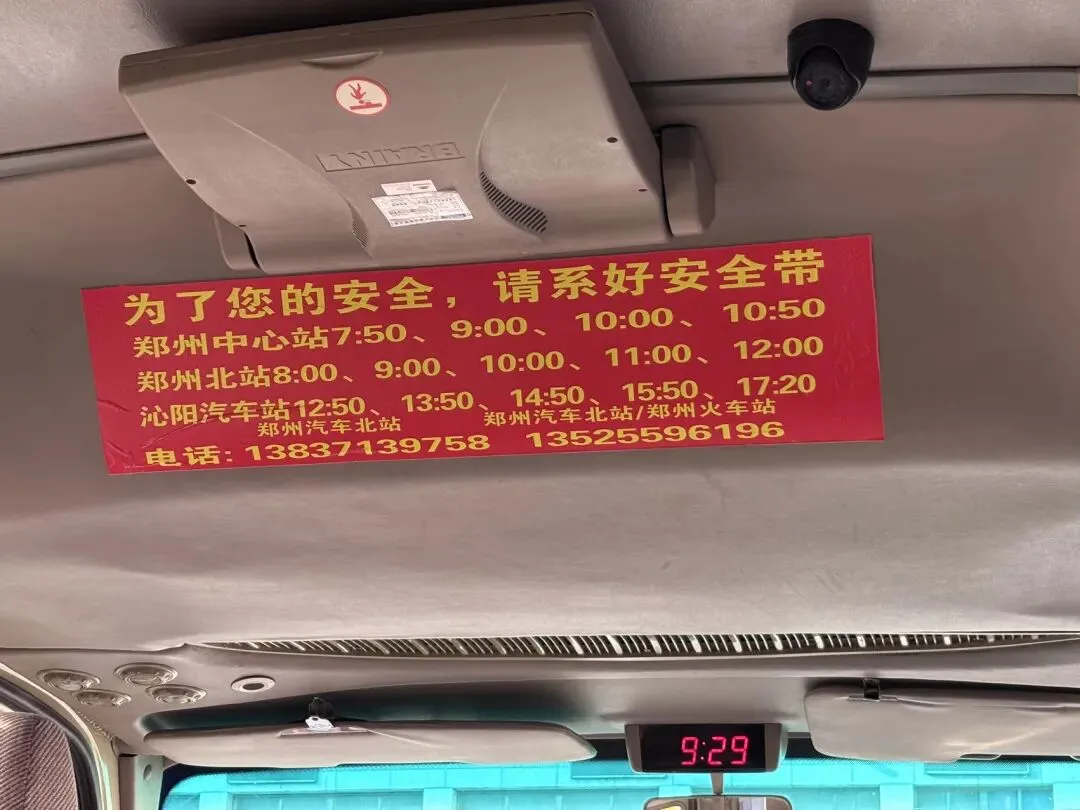 BRAINY
为了您的安全，请系好安全带
郑州中心站7:50、9:00、10:00、10:50
郑州北站8:00、9:00、10:00、11:00、12:00
沁阳汽车站12:50、13:50、14:50、15:50、17:20
郑州汽车北站 郑州汽车北站/郑州火车站
电话：13837139758 13525596196
9:29